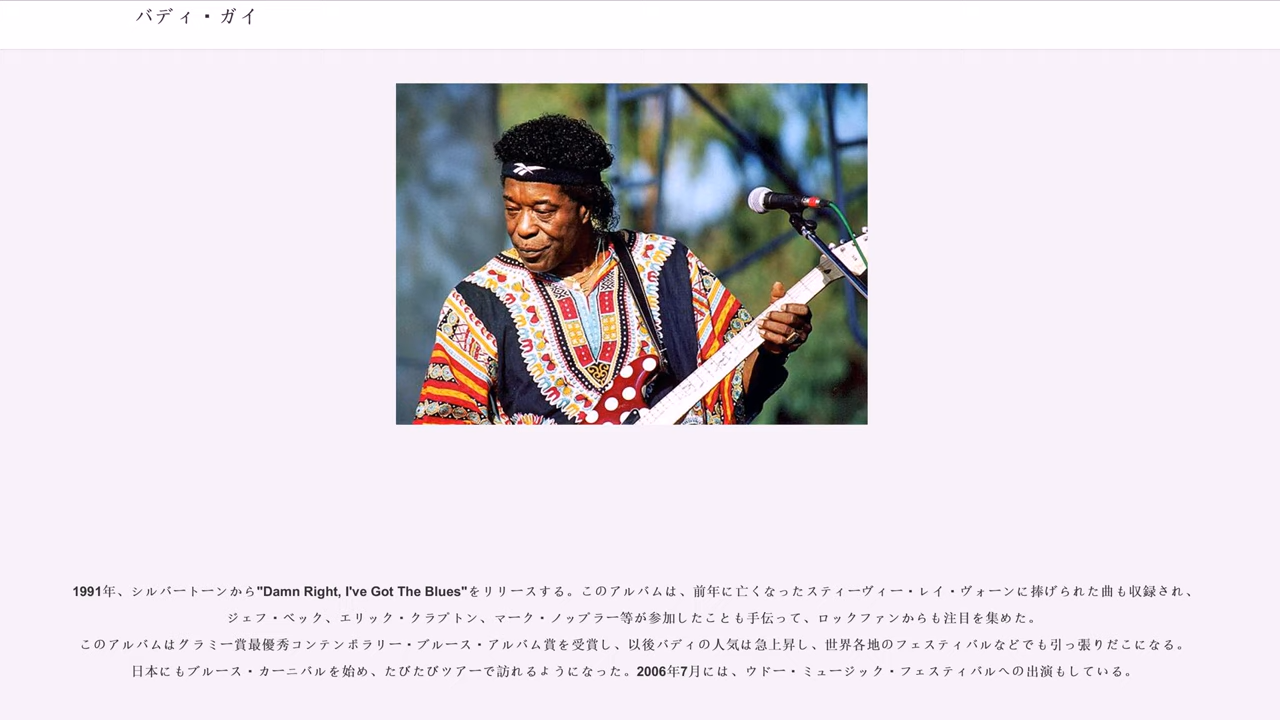 バディ・ガイ
1991年、シルバートーンから"Damn Right, I've Got The Blues"をリリースする。このアルバムは、前年に亡くなったスティーヴィー・レイ・ヴォーンに捧げられた曲も収録され、
ジェフ・ベック、エリック・クラプトン、マーク・ノップラー等が参加したことも手伝って、ロックファンからも注目を集めた。
このアルバムはグラミー賞最優秀コンテンポラリー・ブルース・アルバム賞を受賞し、以後バディの人気は急上昇し、世界各地のフェスティバルなどでも引っ張りだこになる。
日本にもブルース・カーニバルを始め、たびたびツアーで訪れるようになった。2006年7月には、ウドー・ミュージック・フェスティバルへの出演もしている。